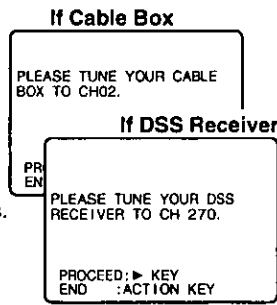 If Cable Box
PLEASE TUNE YOUR CABLE
BOX TO CH02.
If DSS Receiver
PLEASE TUNE YOUR DSS
RECEIVER TO CH 270.
PROCEED:► KEY
END :ACTION KEY